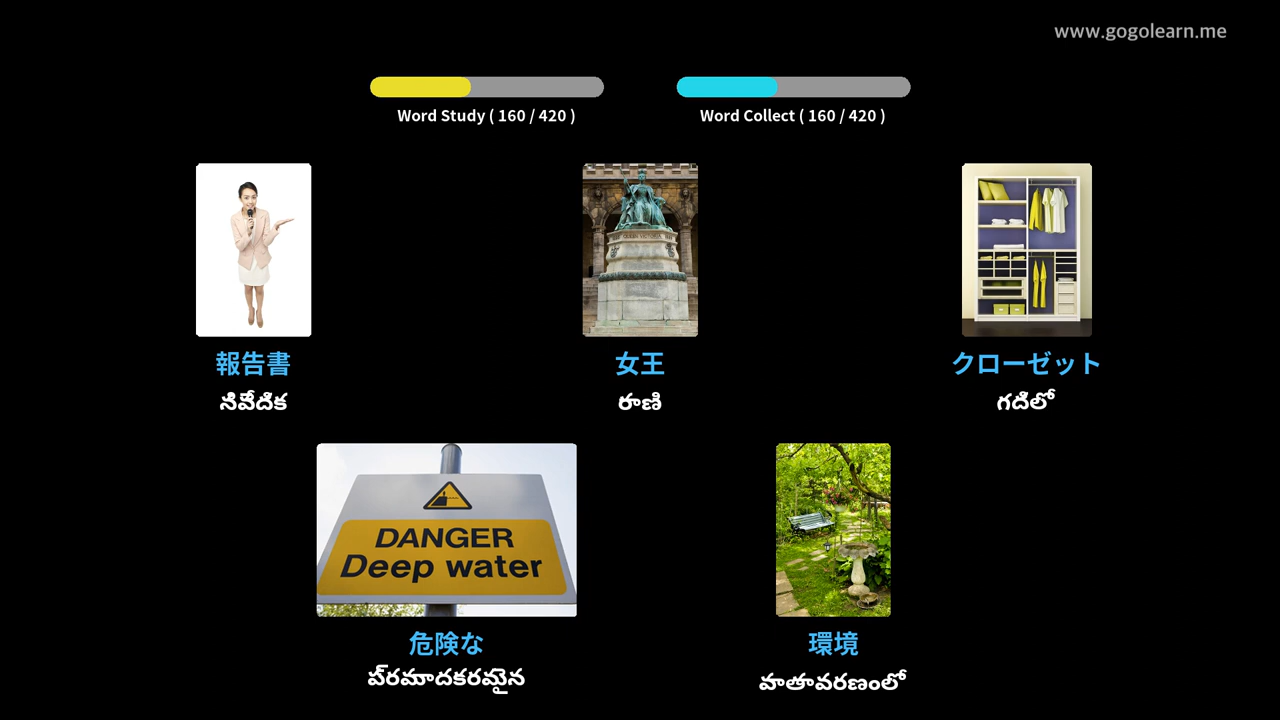 www.gogolearn.me
Word Study ( 160 / 420 )
Word Collect ( 160 / 420 )
報告書
女王
クローゼット
నివేదిక
రాణి
గదిలో
DANGER
Deep water
危険な
環境
ప్రమాదకరమైన
వాతావరణంలో